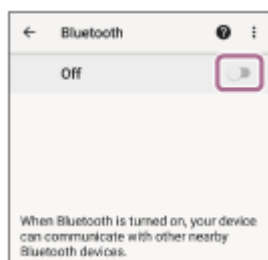 Bluetooth
Off
When Bluetooth is turned on, your device
can communicate with other nearby
Bluetooth devices.